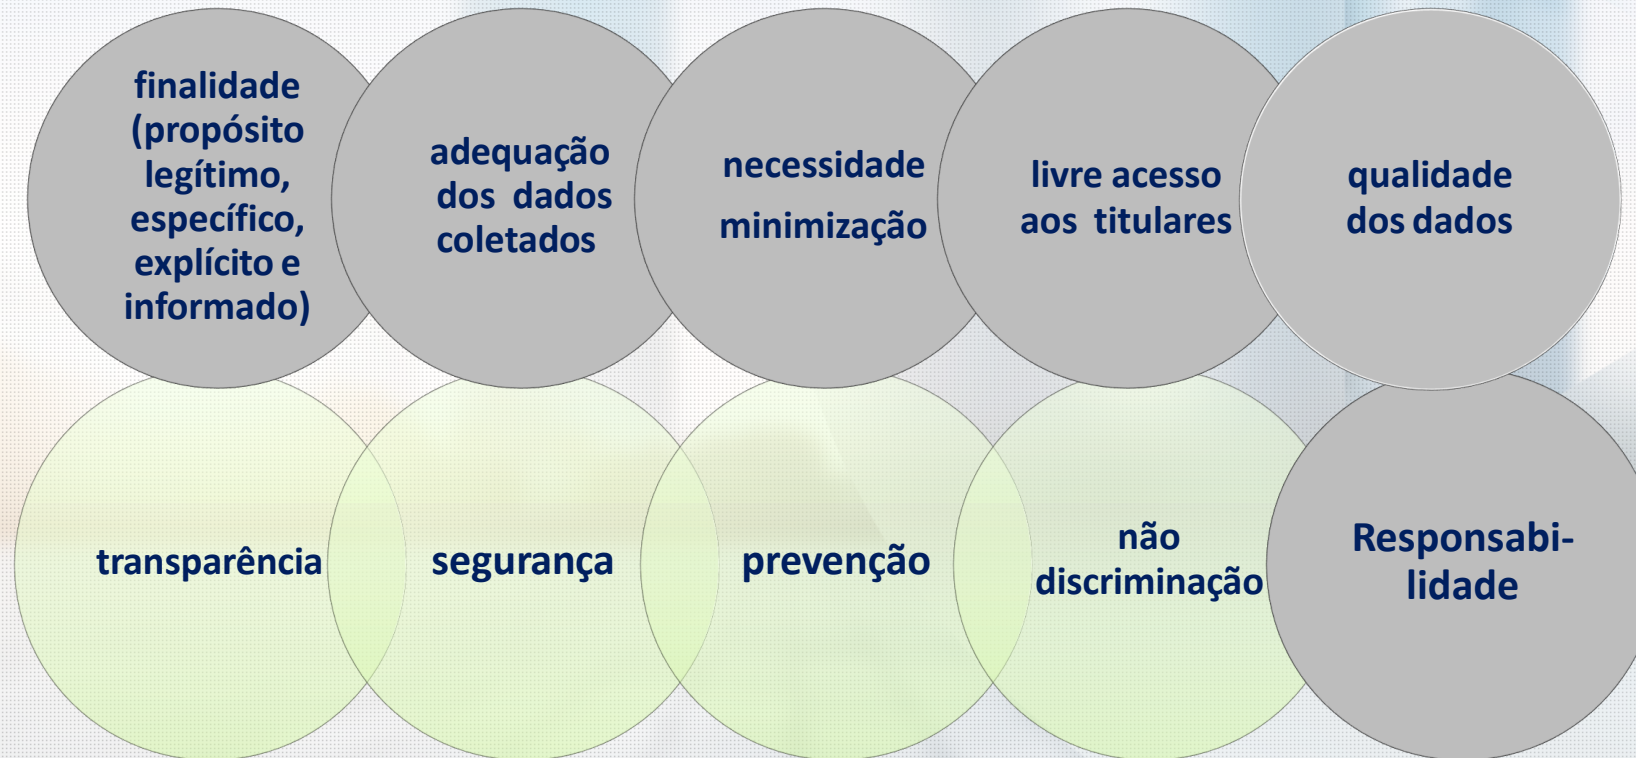 finalidade
(propósito
legítimo,
específico,
explícito e
informado)
adequação
dos dados
coletados
necessidade
minimização
livre acesso
aos titulares
qualidade
dos dados
transparência
segurança
prevenção
não
discriminação
Responsabi-
lidade